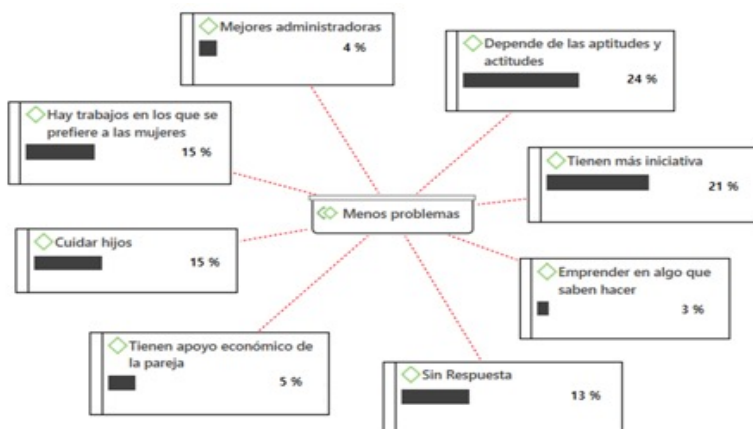 Mejores administradoras
4 %
Depende de las aptitudes y
actitudes
24 %
Hay trabajos en los que se
prefiere a las mujeres
15 %
Tienen más iniciativa
21 %
Menos problemas
Cuidar hijos
15 %
Emprender en algo que
saben hacer
3 %
Tienen apoyo económico de
la pareja
5 %
Sin Respuesta
13 %